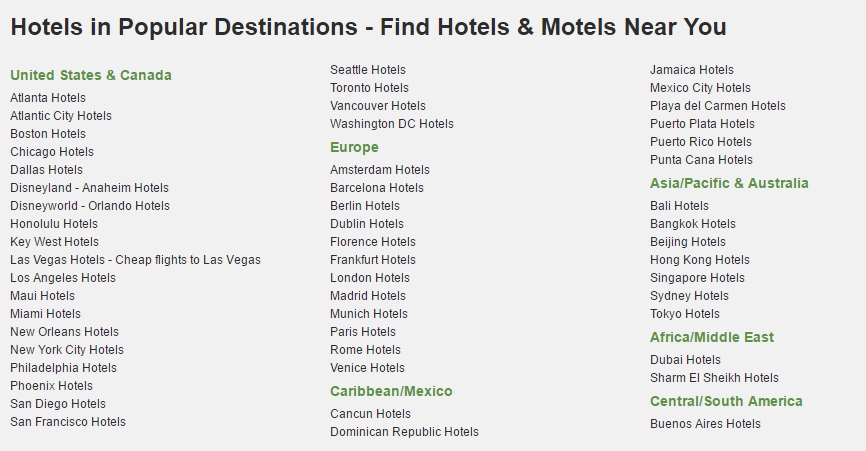 Hotels in Popular Destinations - Find Hotels & Motels Near You
United States & Canada
Atlanta Hotels
Atlantic City Hotels
Boston Hotels
Chicago Hotels
Dallas Hotels
Disneyland - Anaheim Hotels
Disneyworld - Orlando Hotels
Honolulu Hotels
Key West Hotels
Las Vegas Hotels - Cheap flights to Las Vegas
Los Angeles Hotels
Maui Hotels
Miami Hotels
New Orleans Hotels
New York City Hotels
Philadelphia Hotels
Phoenix Hotels
San Diego Hotels
San Francisco Hotels
Seattle Hotels
Toronto Hotels
Vancouver Hotels
Washington DC Hotels
Europe
Amsterdam Hotels
Barcelona Hotels
Berlin Hotels
Dublin Hotels
Florence Hotels
Frankfurt Hotels
London Hotels
Madrid Hotels
Munich Hotels
Paris Hotels
Rome Hotels
Venice Hotels
Caribbean/Mexico
Cancun Hotels
Dominican Republic Hotels
Jamaica Hotels
Mexico City Hotels
Playa del Carmen Hotels
Puerto Plata Hotels
Puerto Rico Hotels
Punta Cana Hotels
Asia/Pacific & Australia
Bali Hotels
Bangkok Hotels
Beijing Hotels
Hong Kong Hotels
Singapore Hotels
Sydney Hotels
Tokyo Hotels
Africa/Middle East
Dubai Hotels
Sharm El Sheikh Hotels
Central/South America
Buenos Aires Hotels